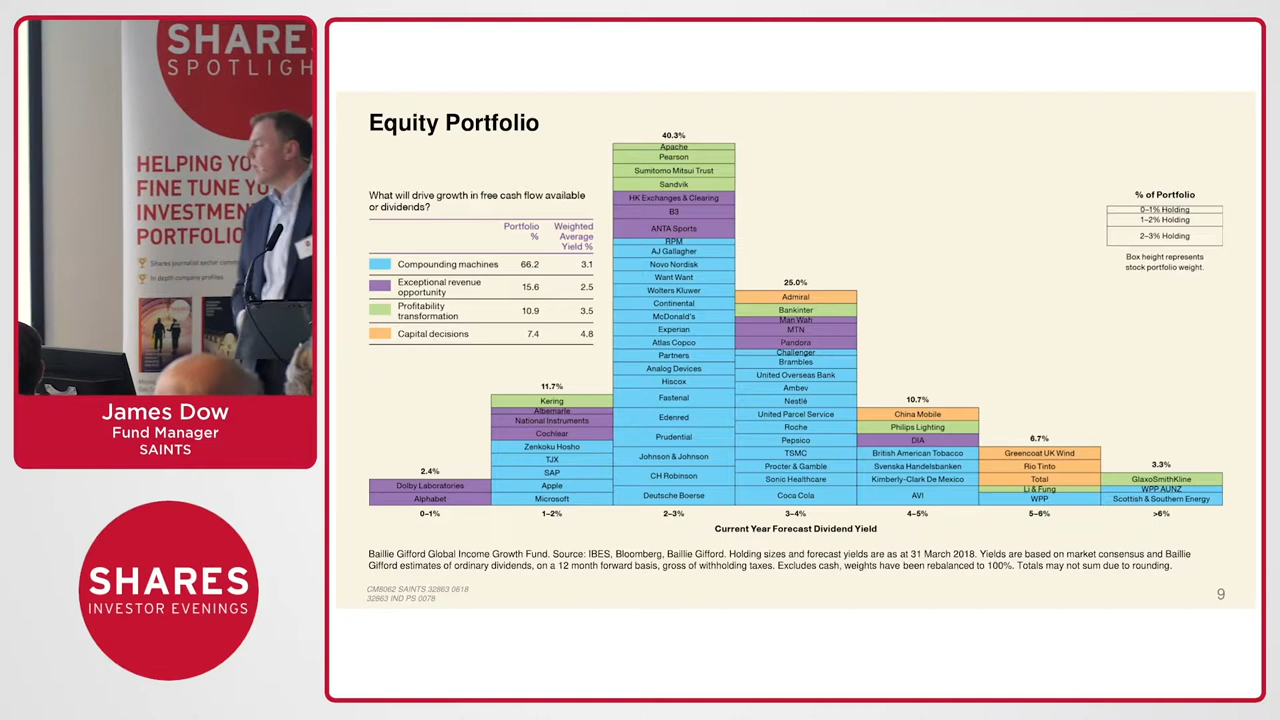 SHARE
SPOTLIGH
HELPING YO
FINE TUNE YO
INVESTMEN
PORTFOLIO
Shares journalist sector comm
In depth company profiles
James Dow
Fund Manager
SAINTS
SHARES
INVESTOR EVENINGS
Equity Portfolio
What will drive growth in free cash flow available
or dividends?
Portfolio % Weighted Average Yield %
Compounding machines 66.2 3.1
Exceptional revenue opportunity 15.6 2.5
Profitability transformation 10.9 3.5
Capital decisions 7.4 4.8
2.4%
Dolby Laboratories
Alphabet
0–1%
11.7%
Kering
Albemarle
National Instruments
Cochlear
Zenkoku Hosho
TJX
SAP
Apple
Microsoft
1–2%
40.3%
Apache
Pearson
Sumitomo Mitsui Trust
Sandvik
HK Exchanges & Clearing
B3
ANTA Sports
RPM
AJ Gallagher
Novo Nordisk
Want Want
Wolters Kluwer
Continental
McDonald's
Experian
Atlas Copco
Partners
Analog Devices
Hiscox
Fastenal
Edenred
Prudential
Johnson & Johnson
CH Robinson
Deutsche Boerse
2–3%
25.0%
Admiral
Bankinter
Man Wah
MTN
Pandora
Challenger
Brambles
United Overseas Bank
Ambev
Nestlé
United Parcel Service
Roche
Pepsico
TSMC
Procter & Gamble
Sonic Healthcare
Coca Cola
3–4%
10.7%
China Mobile
Philips Lighting
DIA
British American Tobacco
Svenska Handelsbanken
Kimberly-Clark De Mexico
AVI
4–5%
6.7%
Greencoat UK Wind
Rio Tinto
Total
Li & Fung
WPP
5–6%
3.3%
GlaxoSmithKline
WPP AUNZ
Scottish & Southern Energy
>6%
% of Portfolio
0–1% Holding
1–2% Holding
2–3% Holding
Box height represents
stock portfolio weight.
Current Year Forecast Dividend Yield
Baillie Gifford Global Income Growth Fund. Source: IBES, Bloomberg, Baillie Gifford. Holding sizes and forecast yields are as at 31 March 2018. Yields are based on market consensus and Baillie
Gifford estimates of ordinary dividends, on a 12 month forward basis, gross of withholding taxes. Excludes cash, weights have been rebalanced to 100%. Totals may not sum due to rounding.
CM8062 SAINTS 32863 0618
32863 IND PS 0078
9